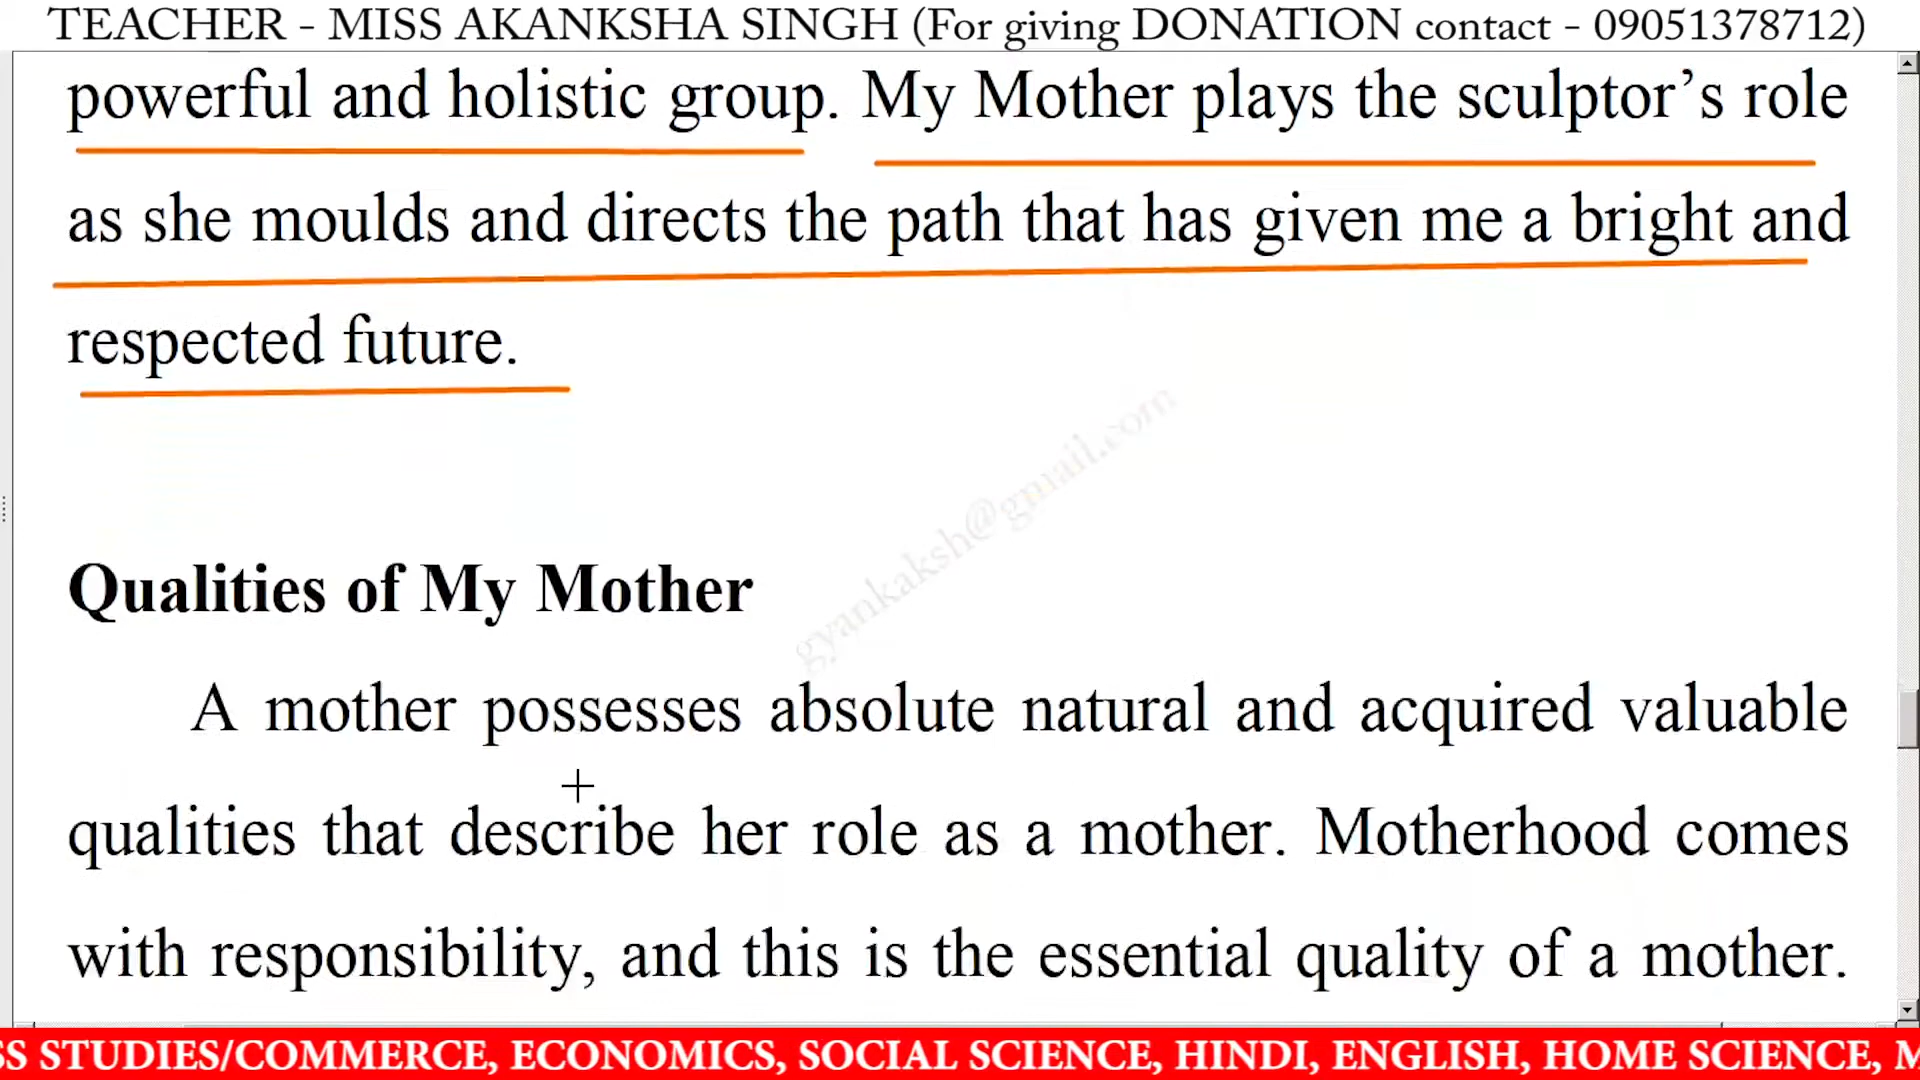 TEACHER - MISS AKANKSHA SINGH (For giving DONATION contact - 09051378712)
powerful and holistic group. My Mother plays the sculptor’s role
as she moulds and directs the path that has given me a bright and
respected future.
gyankaksh@gmail.com
Qualities of My Mother
A mother possesses absolute natural and acquired valuable
qualities that describe her role as a mother. Motherhood comes
with responsibility, and this is the essential quality of a mother.
SS STUDIES/COMMERCE, ECONOMICS, SOCIAL SCIENCE, HINDI, ENGLISH, HOME SCIENCE, M